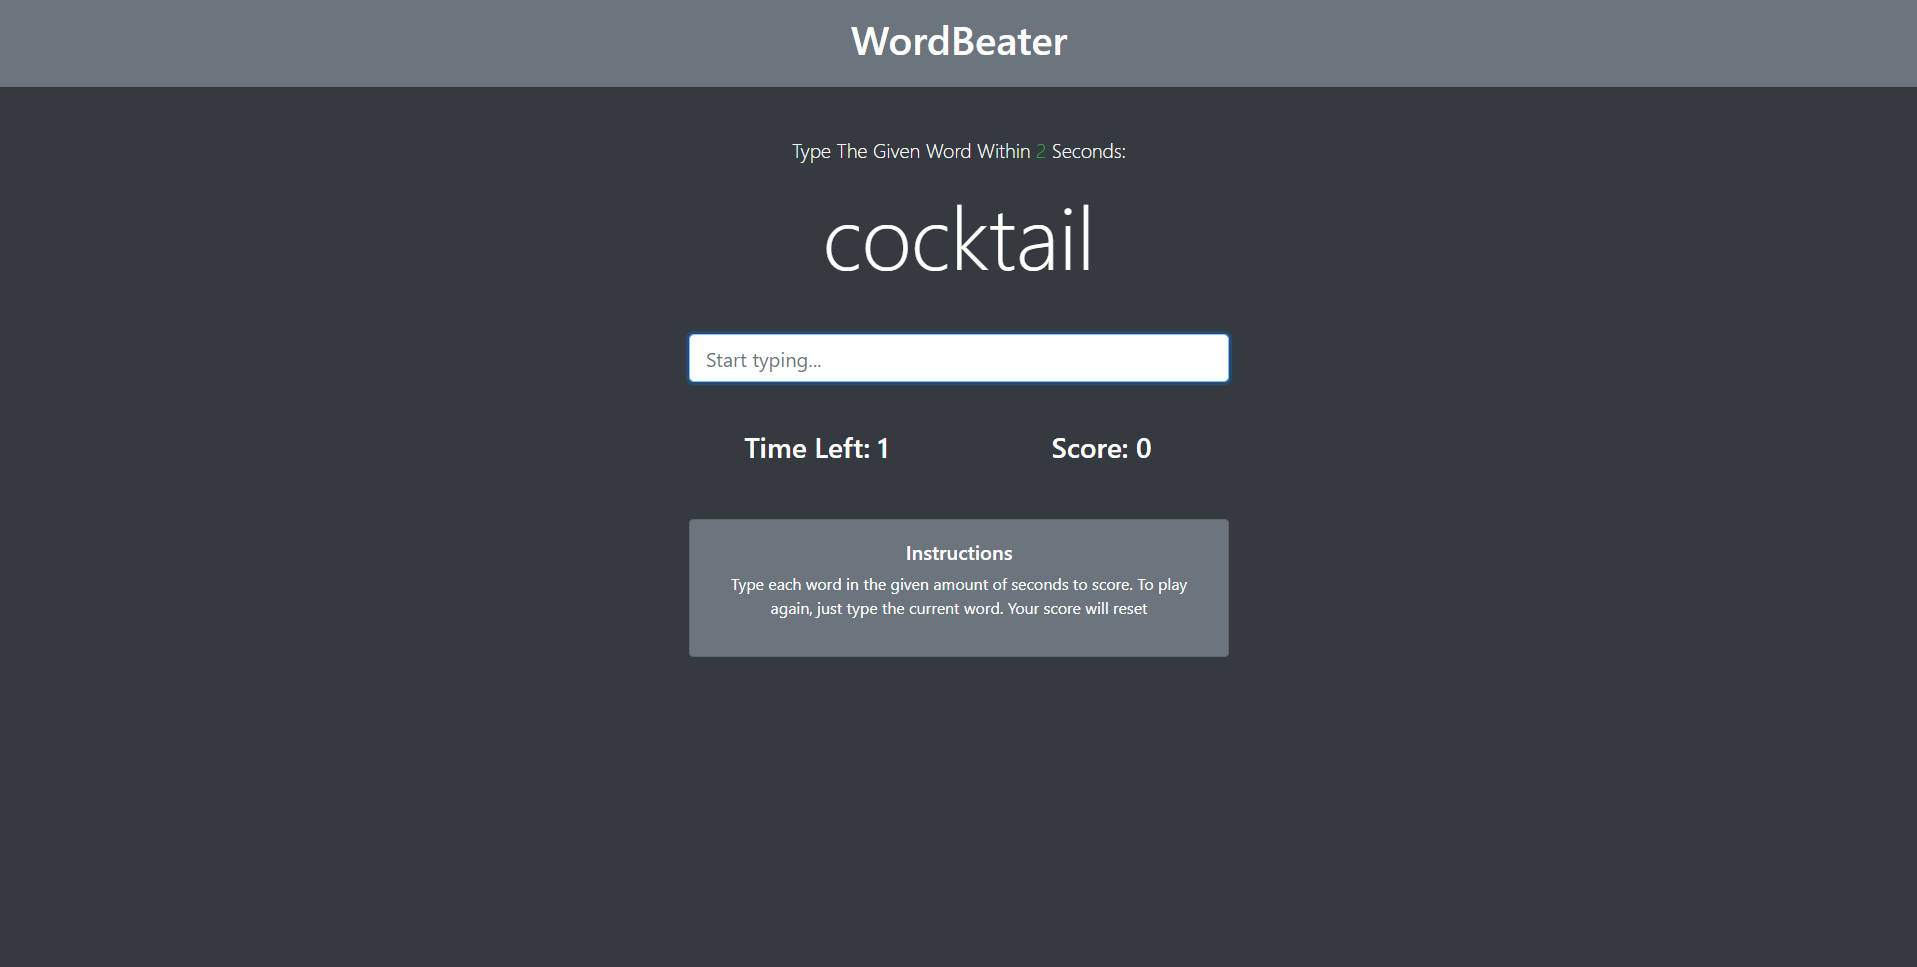 WordBeater
Type The Given Word Within 2 Seconds:
cocktail
Start typing...
Time Left: 1
Score: 0
Instructions
Type each word in the given amount of seconds to score. To play
again, just type the current word. Your score will reset